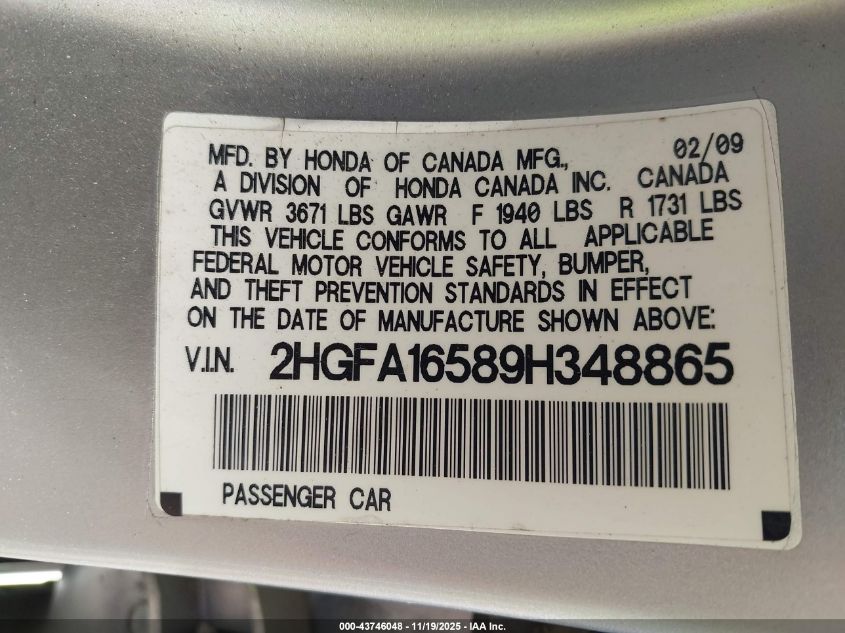 02/09
MFD. BY HONDA OF CANADA MFG.,
A DIVISION OF HONDA CANADA INC. CANADA
GVWR 3671 LBS GAWR F 1940 LBS R 1731 LBS
THIS VEHICLE CONFORMS TO ALL APPLICABLE
FEDERAL MOTOR VEHICLE SAFETY, BUMPER,
AND THEFT PREVENTION STANDARDS IN EFFECT
ON THE DATE OF MANUFACTURE SHOWN ABOVE:
V.I.N. 2HGFA16589H348865
PASSENGER CAR
000-43746048 - 11/19/2025 - IAA Inc.